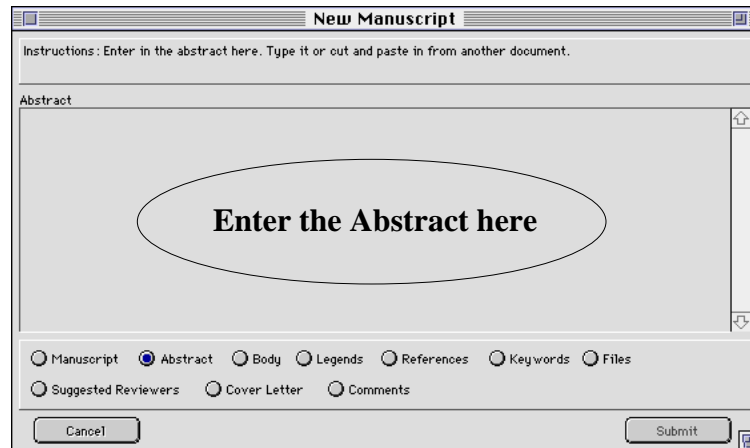 New Manuscript
Instructions: Enter in the abstract here. Type it or cut and paste in from another document.
Abstract
Enter the Abstract here
Manuscript Abstract Body Legends References Keywords Files
Suggested Reviewers Cover Letter Comments
Cancel Submit